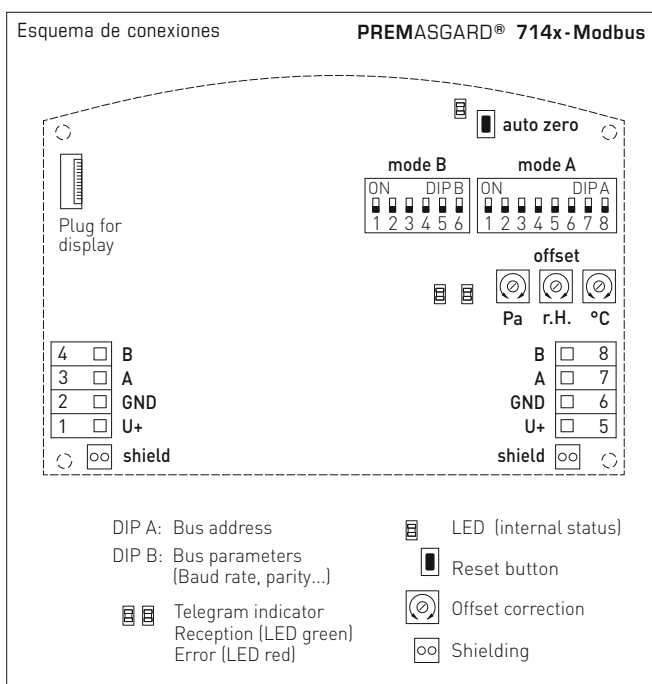 Esquema de conexiones
PREMASGARD® 714x-Modbus
auto zero
mode B
mode A
ON DIP B
1 2 3 4 5 6
ON DIP A
1 2 3 4 5 6 7 8
Plug for
display
offset
Pa r.H. °C
4 B
3 A
2 GND
1 U+
shield
B 8
A 7
GND 6
U+ 5
shield
DIP A: Bus address
DIP B: Bus parameters
(Baud rate, parity...)
Telegram indicator
Reception (LED green)
Error (LED red)
LED (internal status)
Reset button
Offset correction
Shielding